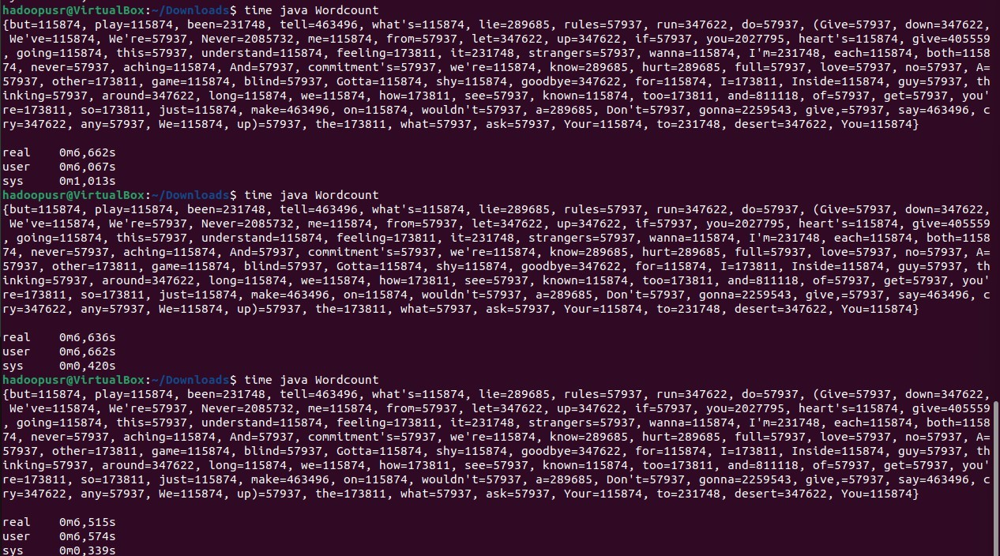 hadoopusr@VirtualBox:~/Downloads$ time java Wordcount
{but=115874, play=115874, been=231748, tell=463496, what's=115874, lie=289685, rules=57937, run=347622, do=57937, (Give=57937, down=347622,
 We've=115874, We're=57937, Never=2085732, me=115874, from=57937, let=347622, up=347622, if=57937, you=2027795, heart's=115874, give=405559
, going=115874, this=57937, understand=115874, feeling=173811, it=231748, strangers=57937, wanna=115874, I'm=231748, each=115874, both=1158
74, never=57937, aching=115874, And=57937, commitment's=57937, we're=115874, know=289685, hurt=289685, full=57937, love=57937, no=57937, A=
57937, other=173811, game=115874, blind=57937, Gotta=115874, shy=115874, goodbye=347622, for=115874, I=173811, Inside=115874, guy=57937, th
inking=57937, around=347622, long=115874, we=115874, how=173811, see=57937, known=115874, too=173811, and=811118, of=57937, get=57937, you'
re=173811, so=173811, just=115874, make=463496, on=115874, wouldn't=57937, a=289685, Don't=57937, gonna=2259543, give,=57937, say=463496, c
ry=347622, any=57937, We=115874, up)=57937, the=173811, what=57937, ask=57937, Your=115874, to=231748, desert=347622, You=115874}
real 0m6,662s
user 0m6,067s
sys 0m1,013s
hadoopusr@VirtualBox:~/Downloads$ time java Wordcount
{but=115874, play=115874, been=231748, tell=463496, what's=115874, lie=289685, rules=57937, run=347622, do=57937, (Give=57937, down=347622,
 We've=115874, We're=57937, Never=2085732, me=115874, from=57937, let=347622, up=347622, if=57937, you=2027795, heart's=115874, give=405559
, going=115874, this=57937, understand=115874, feeling=173811, it=231748, strangers=57937, wanna=115874, I'm=231748, each=115874, both=1158
74, never=57937, aching=115874, And=57937, commitment's=57937, we're=115874, know=289685, hurt=289685, full=57937, love=57937, no=57937, A=
57937, other=173811, game=115874, blind=57937, Gotta=115874, shy=115874, goodbye=347622, for=115874, I=173811, Inside=115874, guy=57937, th
inking=57937, around=347622, long=115874, we=115874, how=173811, see=57937, known=115874, too=173811, and=811118, of=57937, get=57937, you'
re=173811, so=173811, just=115874, make=463496, on=115874, wouldn't=57937, a=289685, Don't=57937, gonna=2259543, give,=57937, say=463496, c
ry=347622, any=57937, We=115874, up)=57937, the=173811, what=57937, ask=57937, Your=115874, to=231748, desert=347622, You=115874}
real 0m6,636s
user 0m6,662s
sys 0m0,420s
hadoopusr@VirtualBox:~/Downloads$ time java Wordcount
{but=115874, play=115874, been=231748, tell=463496, what's=115874, lie=289685, rules=57937, run=347622, do=57937, (Give=57937, down=347622,
 We've=115874, We're=57937, Never=2085732, me=115874, from=57937, let=347622, up=347622, if=57937, you=2027795, heart's=115874, give=405559
, going=115874, this=57937, understand=115874, feeling=173811, it=231748, strangers=57937, wanna=115874, I'm=231748, each=115874, both=1158
74, never=57937, aching=115874, And=57937, commitment's=57937, we're=115874, know=289685, hurt=289685, full=57937, love=57937, no=57937, A=
57937, other=173811, game=115874, blind=57937, Gotta=115874, shy=115874, goodbye=347622, for=115874, I=173811, Inside=115874, guy=57937, th
inking=57937, around=347622, long=115874, we=115874, how=173811, see=57937, known=115874, too=173811, and=811118, of=57937, get=57937, you'
re=173811, so=173811, just=115874, make=463496, on=115874, wouldn't=57937, a=289685, Don't=57937, gonna=2259543, give,=57937, say=463496, c
ry=347622, any=57937, We=115874, up)=57937, the=173811, what=57937, ask=57937, Your=115874, to=231748, desert=347622, You=115874}
real 0m6,515s
user 0m6,574s
sys 0m0,339s